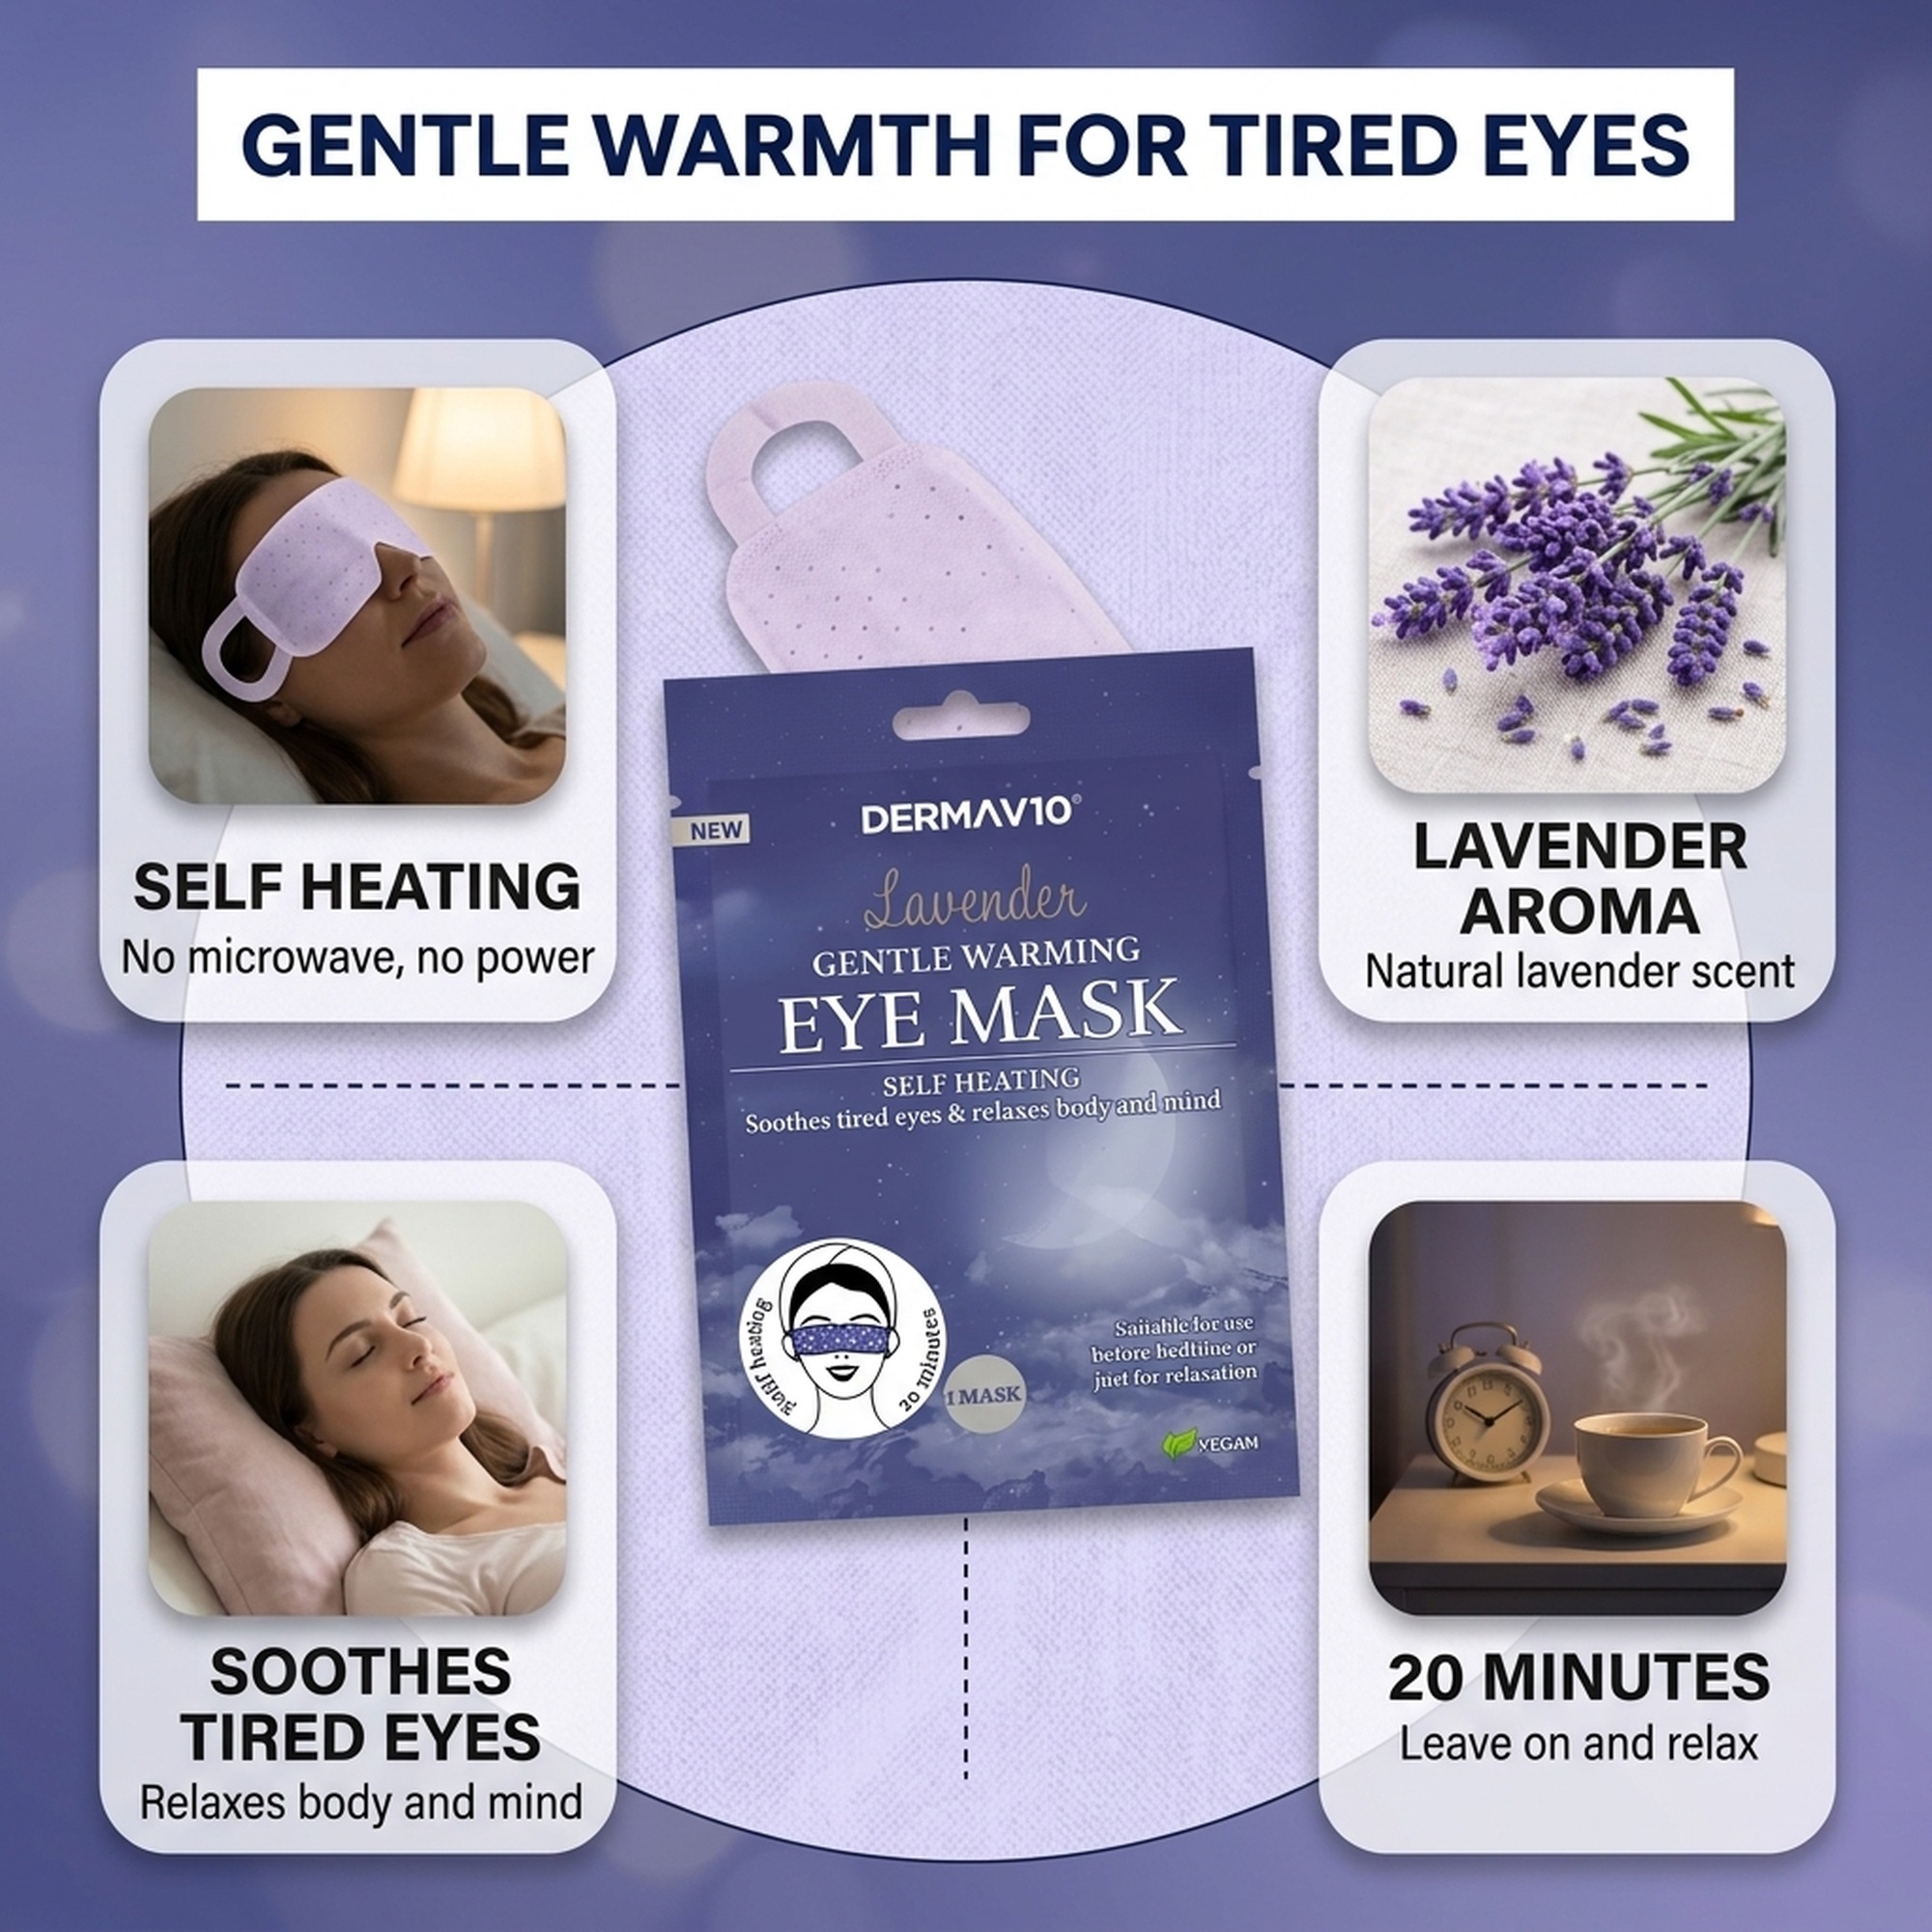 GENTLE WARMTH FOR TIRED EYES
SELF HEATING
No microwave, no power
LAVENDER
AROMA
Natural lavender scent
NEW
DERMAV10
Lavender
GENTLE WARMING
EYE MASK
SELF HEATING
Soothes tired eyes & relaxes body and mind
heating
20 minutes
1 MASK
Saiiable for use
before bedtiine or
juet for relasation
VEGAM
SOOTHES
TIRED EYES
Relaxes body and mind
20 MINUTES
Leave on and relax